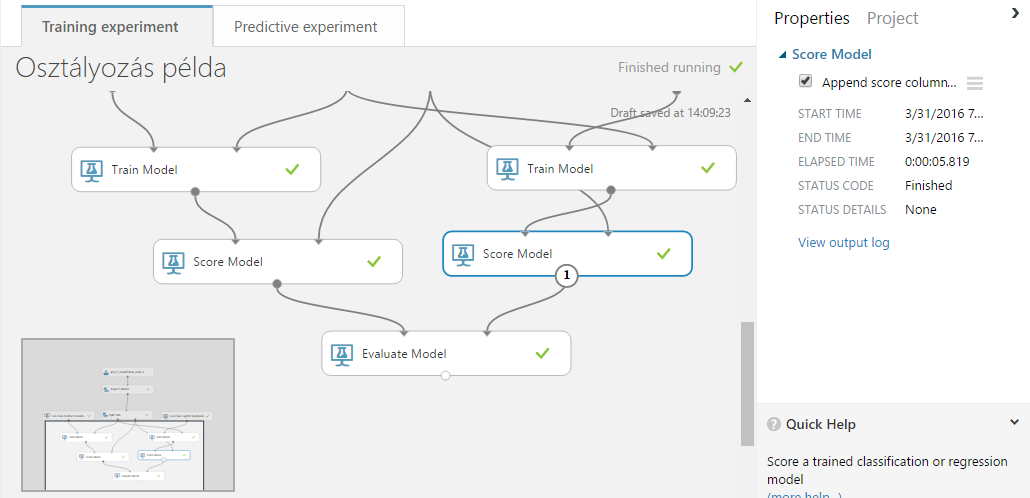 Training experiment
Predictive experiment
Properties
Project
Osztályozás példa
Finished running
Draft saved at 14:09:23
Train Model
Train Model
Score Model
Score Model
1
Evaluate Model
Score Model
Append score column...
START TIME 3/31/2016 7...
END TIME 3/31/2016 7...
ELAPSED TIME 0:00:05.819
STATUS CODE Finished
STATUS DETAILS None
View output log
? Quick Help
Score a trained classification or regression
model
(more help...)